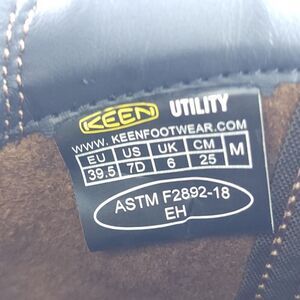 KEEN UTILITY
WWW.KEENFOOTWEAR.COM
EU US UK CM M
39.5 7D 6 25
ASTM F2892-18
EH